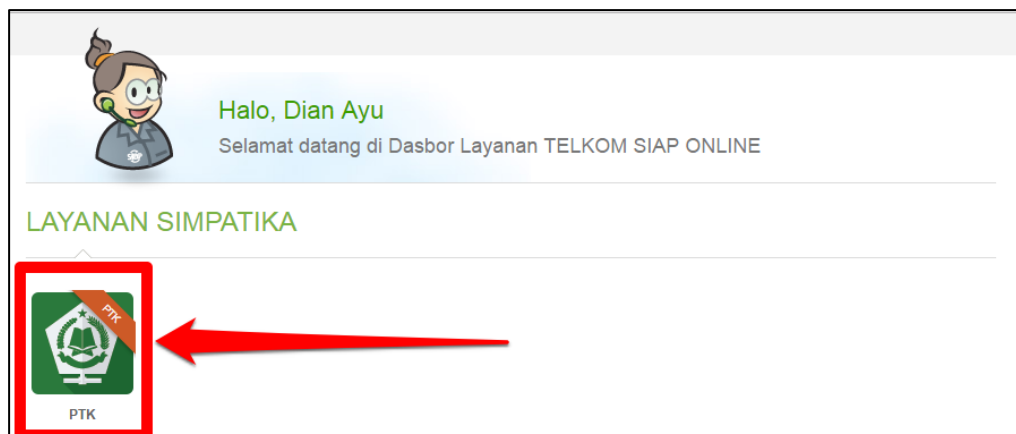 Halo, Dian Ayu
Selamat datang di Dasbor Layanan TELKOM SIAP ONLINE
LAYANAN SIMPATIKA
PTK
PTK